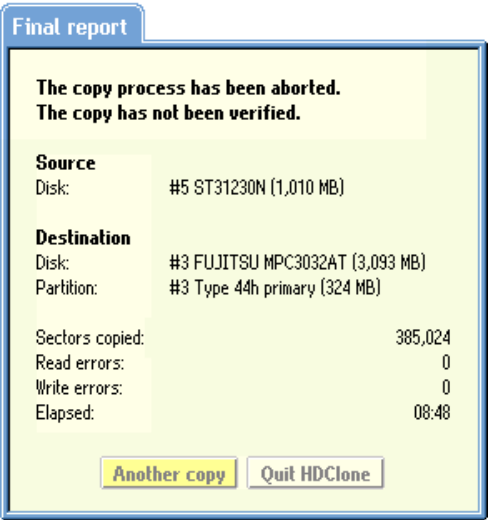 Final report
The copy process has been aborted.
The copy has not been verified.
Source
Disk: #5 ST31230N (1,010 MB)
Destination
Disk: #3 FUJITSU MPC3032AT (3,093 MB)
Partition: #3 Type 44h primary (324 MB)
Sectors copied: 385,024
Read errors: 0
Write errors: 0
Elapsed: 08:48
Another copy Quit HDClone